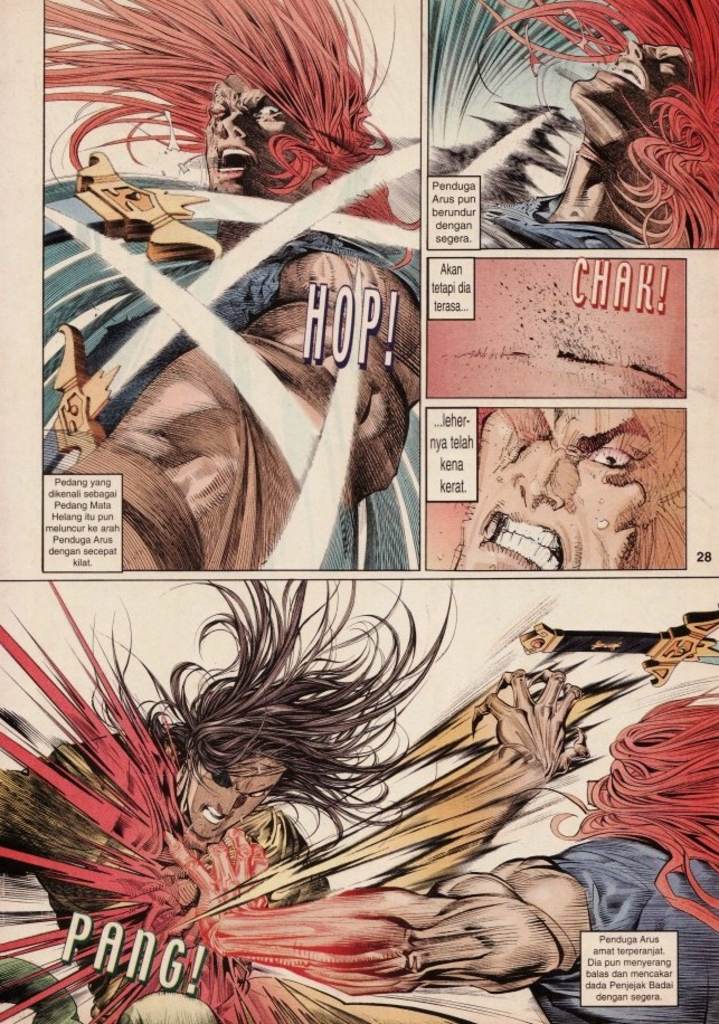 HOP!
Pedang yang
dikenali sebagai
Pedang Mata
Helang itu pun
meluncur ke arah
Penduga Arus
dengan secepat
kilat.
Penduga
Arus pun
berundur
dengan
segera.
Akan
tetapi dia
terasa...
CHAK!
...leher-
nya telah
kena
kerat.
28
PANG!
Penduga Arus
amat terperanjat.
Dia pun menyerang
balas dan mencakar
dada Penjejak Badai
dengan segera.